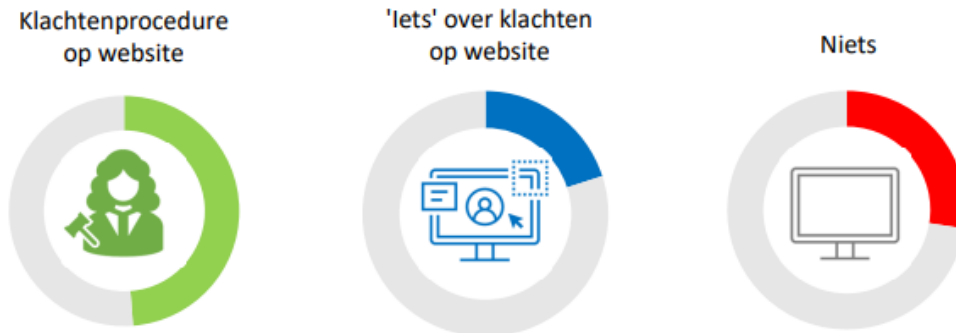 Klachtenprocedure
op website
'Iets' over klachten
op website
Niets